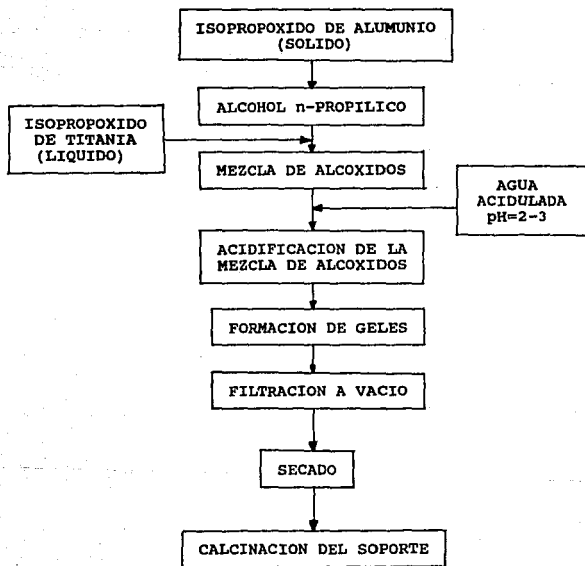 ISOPROPOXIDO DE ALUMUNIO
(SOLIDO)
ALCOHOL n-PROPILICO
ISOPROPOXIDO
DE TITANIA
(LIQUIDO)
MEZCLA DE ALCOXIDOS
AGUA
ACIDULADA
pH=2-3
ACIDIFICACION DE LA
MEZCLA DE ALCOXIDOS
FORMACION DE GELES
FILTRACION A VACIO
SECADO
CALCINACION DEL SOPORTE